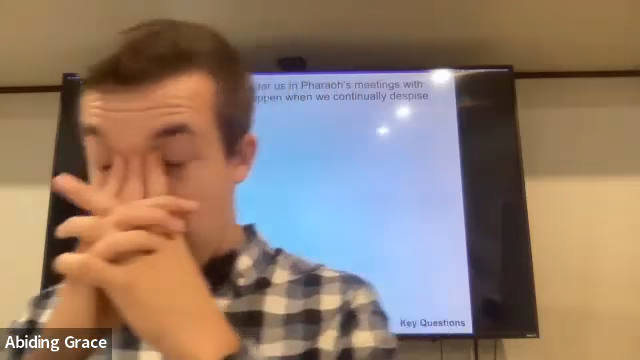 us in Pharaoh's meetings with
when we continually despise
Key Questions
Abiding Grace